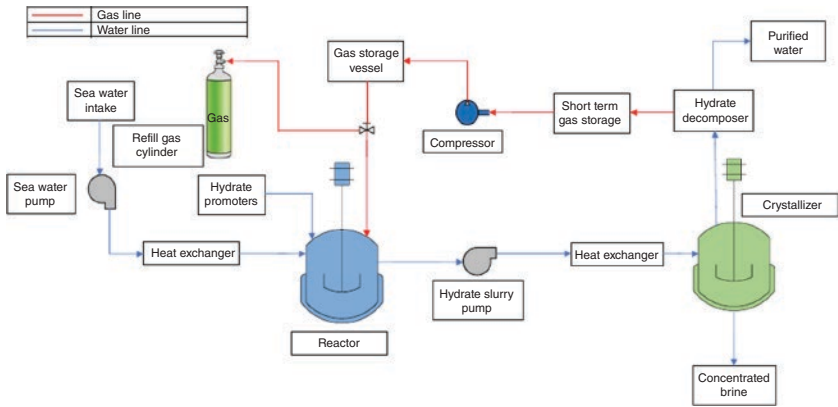 Gas line
Water line
Gas storage
vessel
Purified
water
Sea water
intake
Gas
Short term
gas storage
Hydrate
decomposer
Compressor
Refill gas
cylinder
Sea water
pump
Hydrate
promoters
Crystallizer
Heat exchanger
Heat exchanger
Hydrate slurry
pump
Reactor
Concentrated
brine